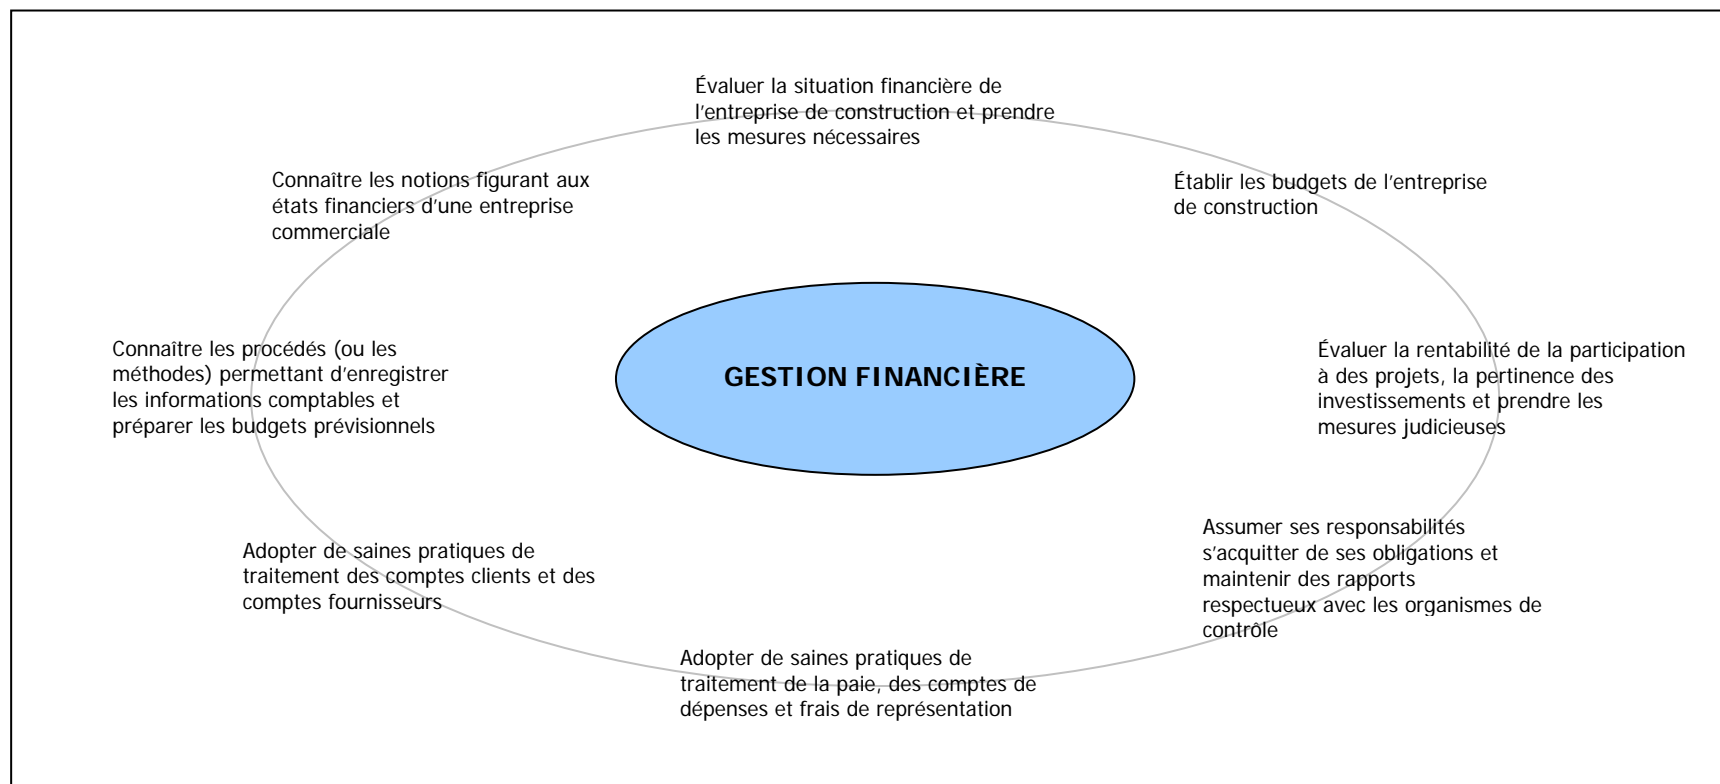 Évaluer la situation financière de
l'entreprise de construction et prendre
les mesures nécessaires
Connaître les notions figurant aux
états financiers d'une entreprise
commerciale
Établir les budgets de l'entreprise
de construction
GESTION FINANCIÈRE
Connaître les procédés (ou les
méthodes) permettant d'enregistrer
les informations comptables et
préparer les budgets prévisionnels
Évaluer la rentabilité de la participation
à des projets, la pertinence des
investissements et prendre les
mesures judicieuses
Adopter de saines pratiques de
traitement des comptes clients et des
comptes fournisseurs
Assumer ses responsabilités
s'acquitter de ses obligations et
maintenir des rapports
respectueux avec les organismes de
contrôle
Adopter de saines pratiques de
traitement de la paie, des comptes de
dépenses et frais de représentation